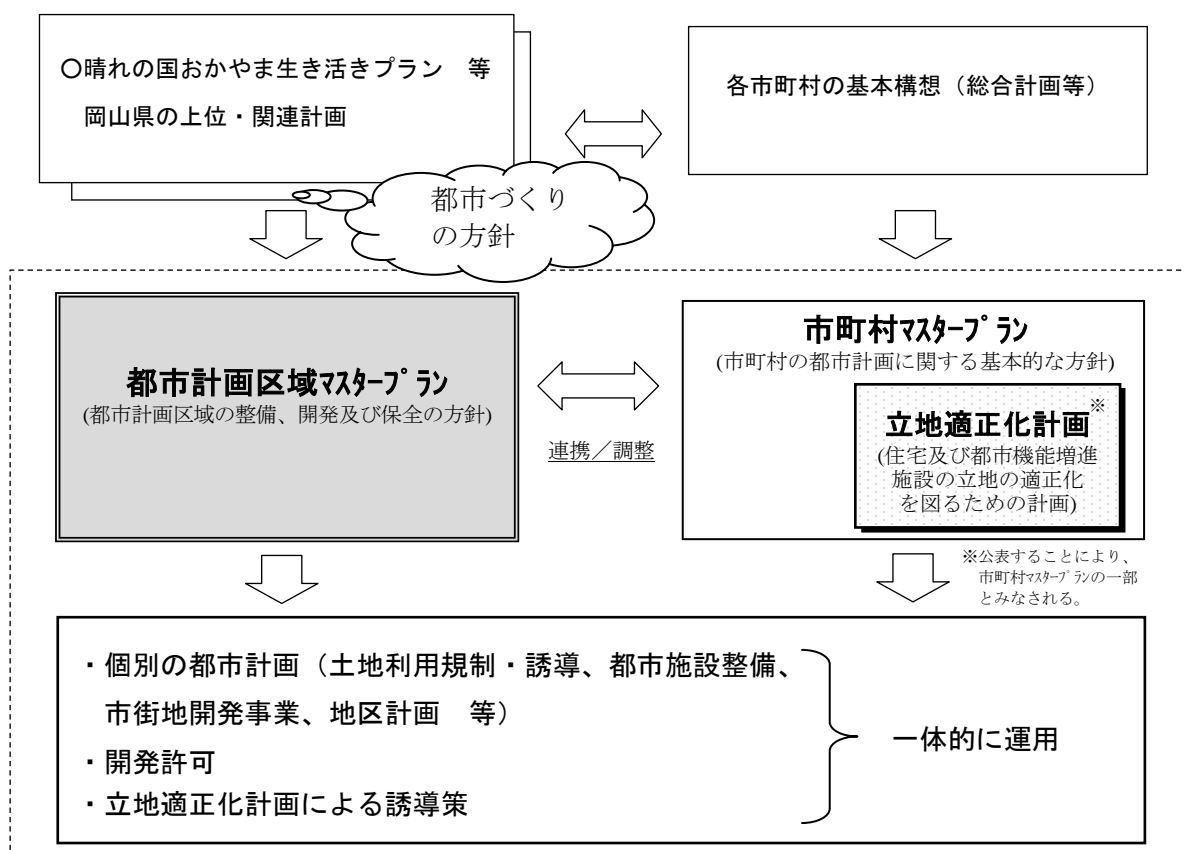 〇晴れの国おかやま生き活きプラン　等
岡山県の上位・関連計画
各市町村の基本構想（総合計画等）
都市づくり
の方針
都市計画区域ﾏｽﾀｰﾌﾟﾗﾝ
(都市計画区域の整備、開発及び保全の方針)
連携／調整
市町村ﾏｽﾀｰﾌﾟﾗﾝ
(市町村の都市計画に関する基本的な方針)
立地適正化計画※
(住宅及び都市機能増進
施設の立地の適正化
を図るための計画)
※公表することにより、
市町村ﾏｽﾀｰﾌﾟﾗﾝの一部
とみなされる。
・個別の都市計画（土地利用規制・誘導、都市施設整備、
市街地開発事業、地区計画　等）
・開発許可
・立地適正化計画による誘導策
一体的に運用